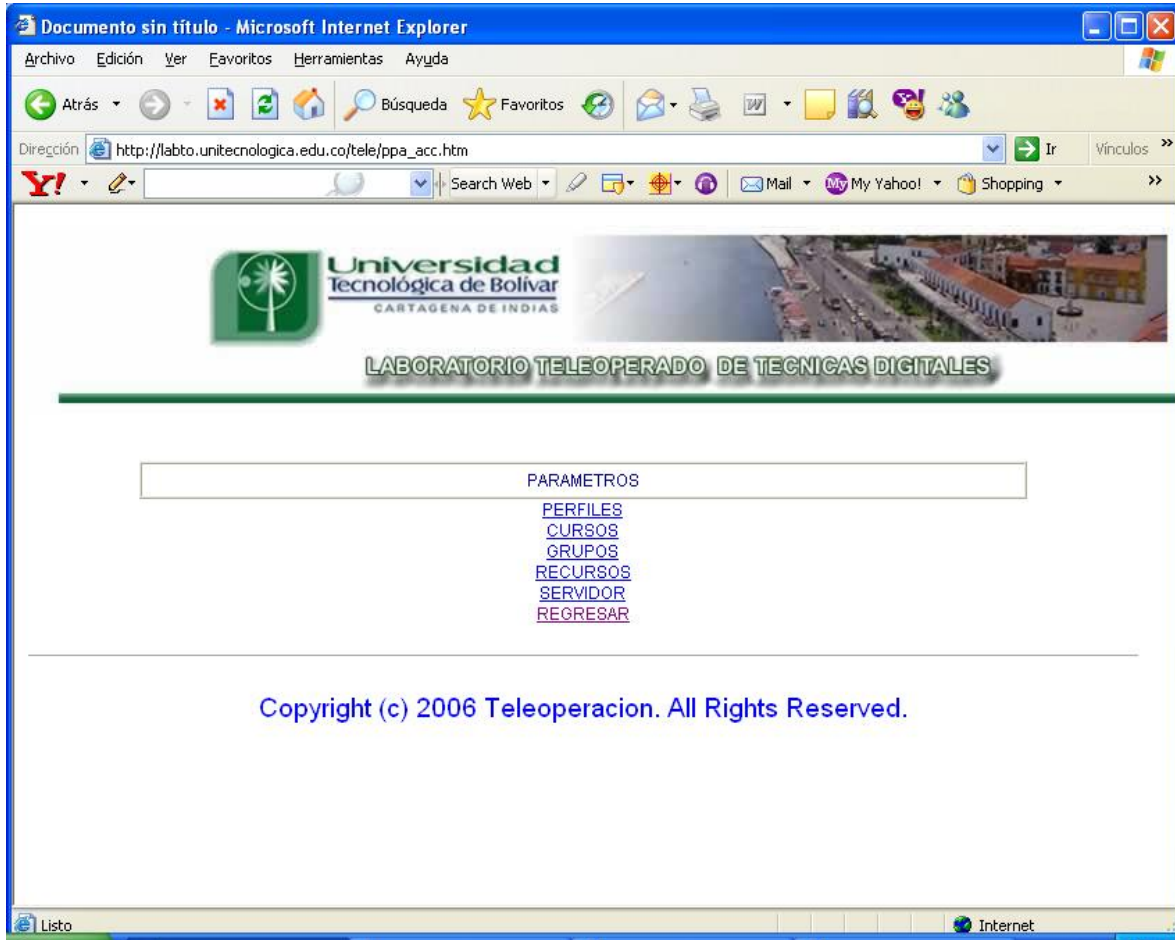 Documento sin título - Microsoft Internet Explorer
Archivo Edición Ver Favoritos Herramientas Ayuda
Atrás Búsqueda Favoritos
Dirección http://labto.unitecnologica.edu.co/tele/ppa_acc.htm Ir Vínculos »
Y! Search Web Mail My My Yahoo! Shopping »
Universidad
Tecnológica de Bolívar
CARTAGENA DE INDIAS
LABORATORIO TELEOPERADO DE TECNICAS DIGITALES
PARAMETROS
PERFILES
CURSOS
GRUPOS
RECURSOS
SERVIDOR
REGRESAR
Copyright (c) 2006 Teleoperacion. All Rights Reserved.
Listo Internet